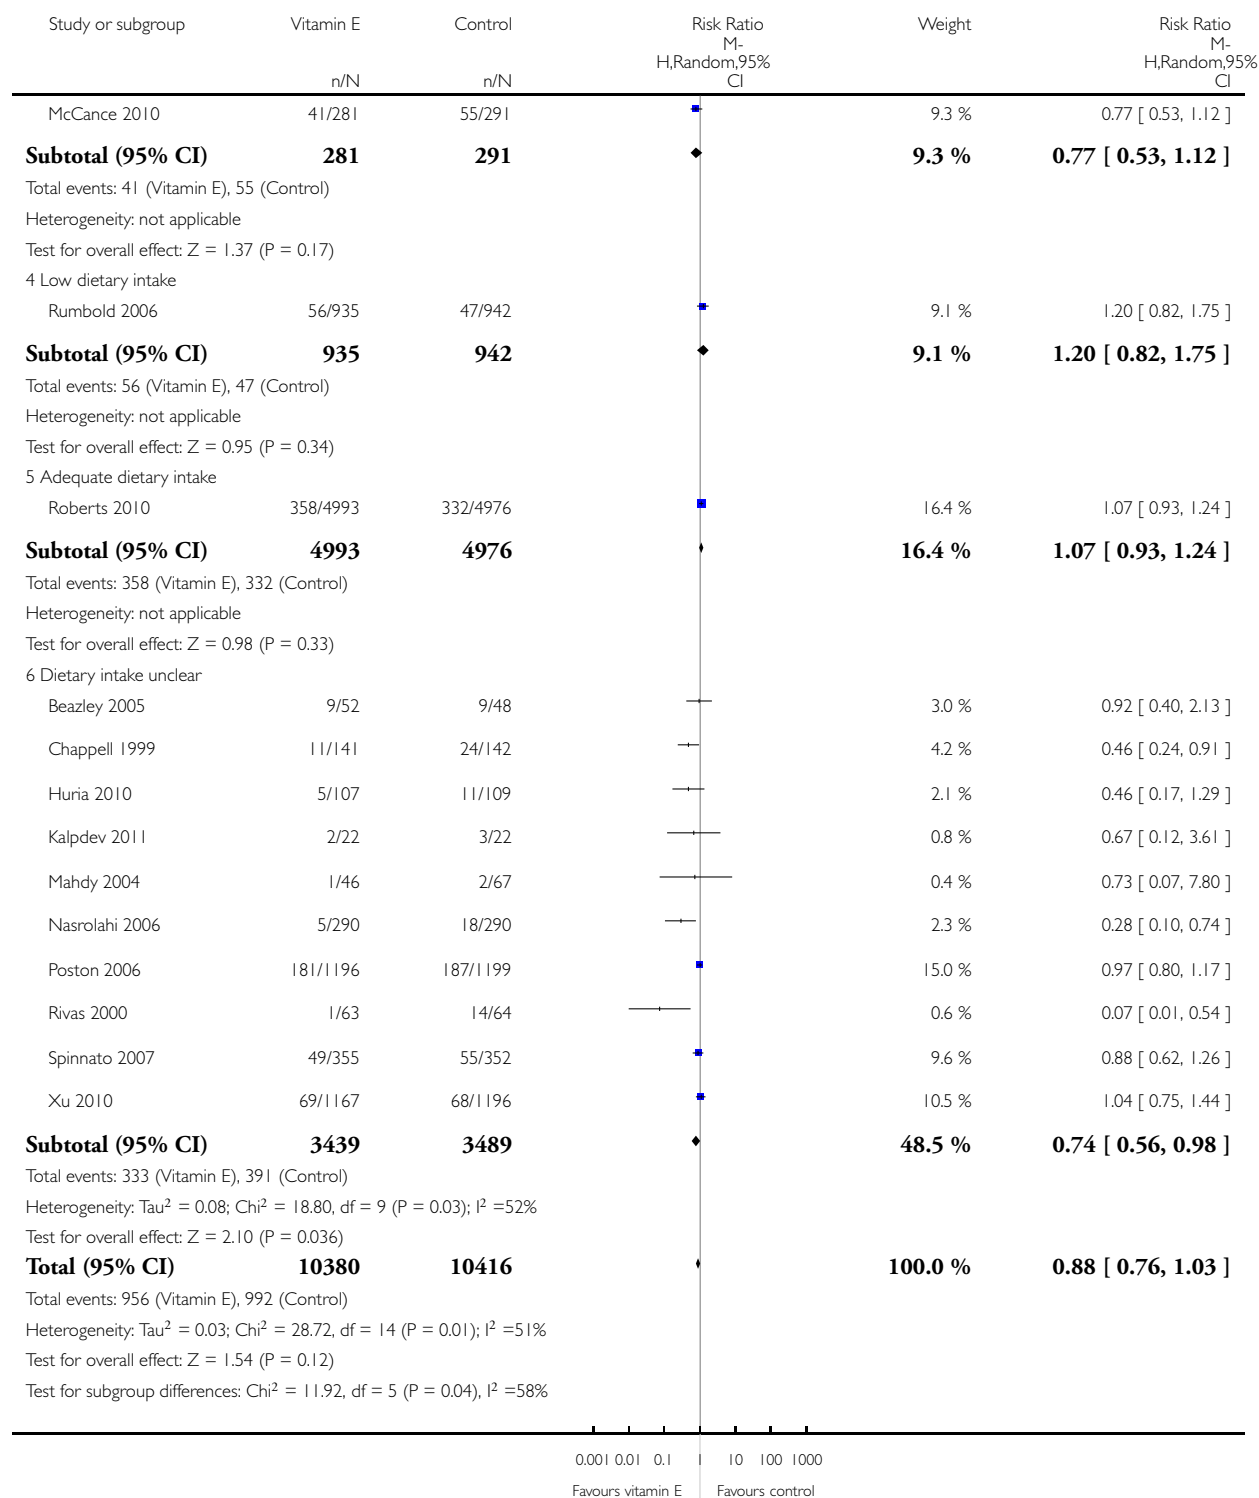 Study or subgroup Vitamin E Control Risk Ratio Weight Risk Ratio
M- M-
H,Random,95% H,Random,95%
n/N n/N CI CI
McCance 2010 41/281 55/291 9.3 % 0.77 [ 0.53, 1.12 ]
Subtotal (95% CI) 281 291 9.3 % 0.77 [ 0.53, 1.12 ]
Total events: 41 (Vitamin E), 55 (Control)
Heterogeneity: not applicable
Test for overall effect: Z = 1.37 (P = 0.17)
4 Low dietary intake
Rumbold 2006 56/935 47/942 9.1 % 1.20 [ 0.82, 1.75 ]
Subtotal (95% CI) 935 942 9.1 % 1.20 [ 0.82, 1.75 ]
Total events: 56 (Vitamin E), 47 (Control)
Heterogeneity: not applicable
Test for overall effect: Z = 0.95 (P = 0.34)
5 Adequate dietary intake
Roberts 2010 358/4993 332/4976 16.4 % 1.07 [ 0.93, 1.24 ]
Subtotal (95% CI) 4993 4976 16.4 % 1.07 [ 0.93, 1.24 ]
Total events: 358 (Vitamin E), 332 (Control)
Heterogeneity: not applicable
Test for overall effect: Z = 0.98 (P = 0.33)
6 Dietary intake unclear
Beazley 2005 9/52 9/48 3.0 % 0.92 [ 0.40, 2.13 ]
Chappell 1999 11/141 24/142 4.2 % 0.46 [ 0.24, 0.91 ]
Huria 2010 5/107 11/109 2.1 % 0.46 [ 0.17, 1.29 ]
Kalpdev 2011 2/22 3/22 0.8 % 0.67 [ 0.12, 3.61 ]
Mahdy 2004 1/46 2/67 0.4 % 0.73 [ 0.07, 7.80 ]
Nasrolahi 2006 5/290 18/290 2.3 % 0.28 [ 0.10, 0.74 ]
Poston 2006 181/1196 187/1199 15.0 % 0.97 [ 0.80, 1.17 ]
Rivas 2000 1/63 14/64 0.6 % 0.07 [ 0.01, 0.54 ]
Spinnato 2007 49/355 55/352 9.6 % 0.88 [ 0.62, 1.26 ]
Xu 2010 69/1167 68/1196 10.5 % 1.04 [ 0.75, 1.44 ]
Subtotal (95% CI) 3439 3489 48.5 % 0.74 [ 0.56, 0.98 ]
Total events: 333 (Vitamin E), 391 (Control)
Heterogeneity: Tau² = 0.08; Chi² = 18.80, df = 9 (P = 0.03); I² =52%
Test for overall effect: Z = 2.10 (P = 0.036)
Total (95% CI) 10380 10416 100.0 % 0.88 [ 0.76, 1.03 ]
Total events: 956 (Vitamin E), 992 (Control)
Heterogeneity: Tau² = 0.03; Chi² = 28.72, df = 14 (P = 0.01); I² =51%
Test for overall effect: Z = 1.54 (P = 0.12)
Test for subgroup differences: Chi² = 11.92, df = 5 (P = 0.04), I² =58%
0.001 0.01 0.1 1 10 100 1000
Favours vitamin E Favours control